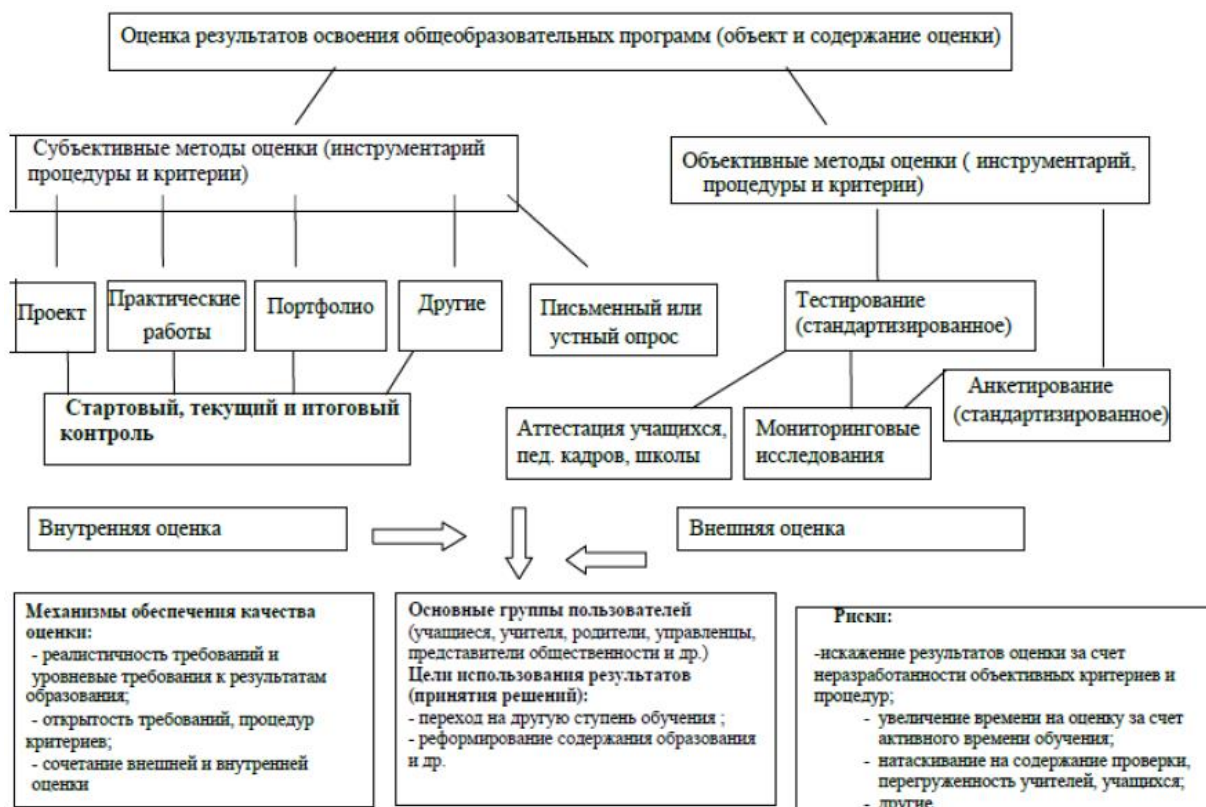 Оценка результатов освоения общеобразовательных программ (объект и содержание оценки)
Субъективные методы оценки (инструментарий
процедуры и критерии)
Объективные методы оценки ( инструментарий,
процедуры и критерии)
Проект
Практические
работы
Портфолио
Другие
Письменный или
устный опрос
Тестирование
(стандартизированное)
Анкетирование
(стандартизированное)
Стартовый, текущий и итоговый
контроль
Аттестация учащихся,
пед. кадров, школы
Мониторинговые
исследования
Внутренняя оценка
Внешняя оценка
Механизмы обеспечения качества
оценки:
- реалистичность требований и
уровневые требования к результатам
образования;
- открытость требований, процедур
критериев;
- сочетание внешней и внутренней
оценки
Основные группы пользователей
(учащиеся, учителя, родители, управленцы,
представители общественности и др.)
Цели использования результатов
(принятия решений):
- переход на другую ступень обучения ;
- реформирование содержания образования
и др.
Риски:
-искажение результатов оценки за счет
неразработанности объективных критериев и
процедур;
- увеличение времени на оценку за счет
активного времени обучения;
- натаскивание на содержание проверки,
перегруженность учителей, учащихся;
- другие